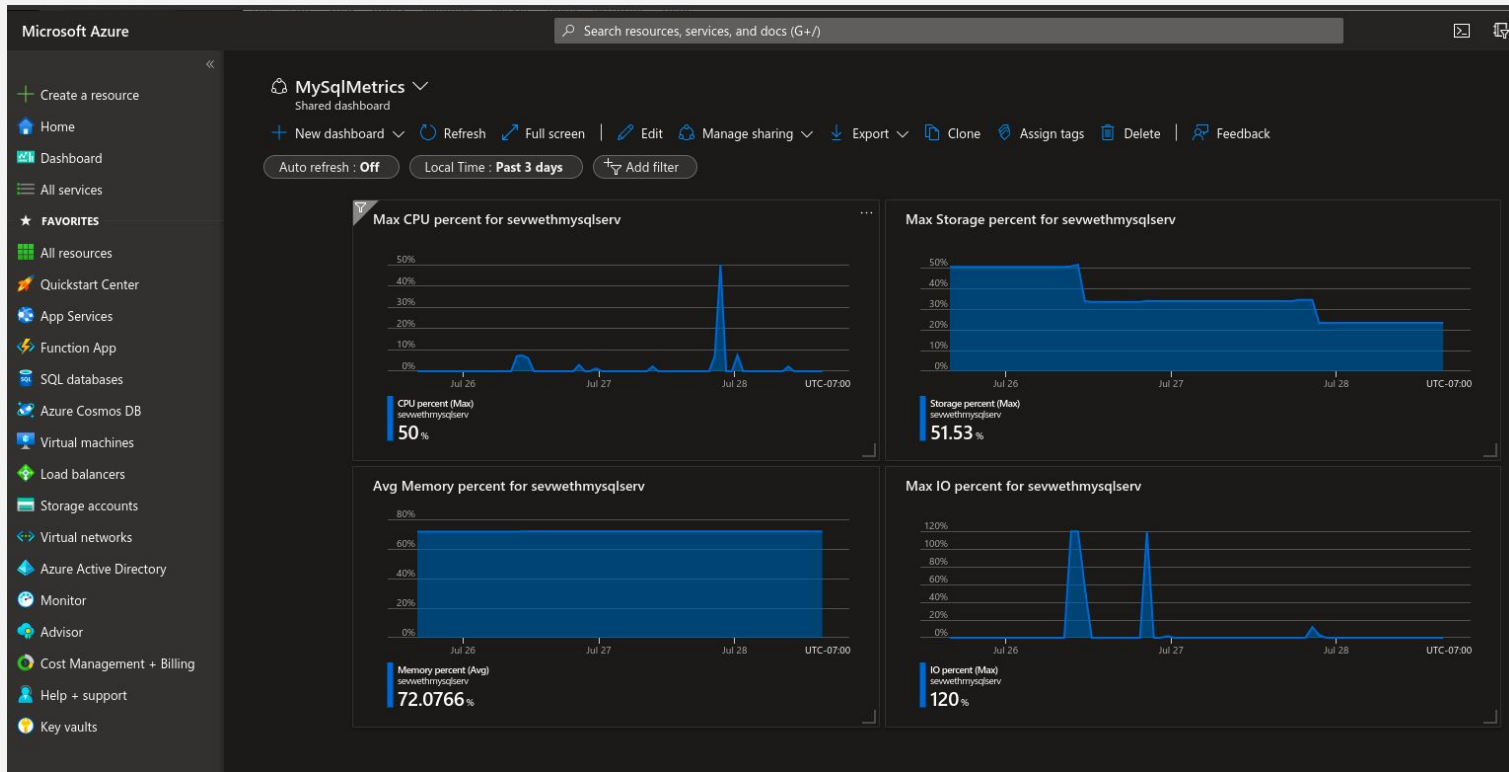 Microsoft Azure
Search resources, services, and docs (G+/)
Create a resource
Home
Dashboard
All services
FAVORITES
All resources
Quickstart Center
App Services
Function App
SQL databases
Azure Cosmos DB
Virtual machines
Load balancers
Storage accounts
Virtual networks
Azure Active Directory
Monitor
Advisor
Cost Management + Billing
Help + support
Key vaults
MySqlMetrics
Shared dashboard
New dashboard Refresh Full screen Edit Manage sharing Export Clone Assign tags Delete Feedback
Auto refresh : Off Local Time : Past 3 days Add filter
Max CPU percent for sevwethmysqlserv
50%
40%
30%
20%
10%
0%
Jul 26 Jul 27 Jul 28 UTC-07:00
CPU percent (Max)
sevwethmysqlserv
50 %
Max Storage percent for sevwethmysqlserv
50%
40%
30%
20%
10%
0%
Jul 26 Jul 27 Jul 28 UTC-07:00
Storage percent (Max)
sevwethmysqlserv
51.53 %
Avg Memory percent for sevwethmysqlserv
80%
60%
40%
20%
0%
Jul 26 Jul 27 Jul 28 UTC-07:00
Memory percent (Avg)
sevwethmysqlserv
72.0766 %
Max IO percent for sevwethmysqlserv
120%
100%
80%
60%
40%
20%
0%
Jul 26 Jul 27 Jul 28 UTC-07:00
IO percent (Max)
sevwethmysqlserv
120 %